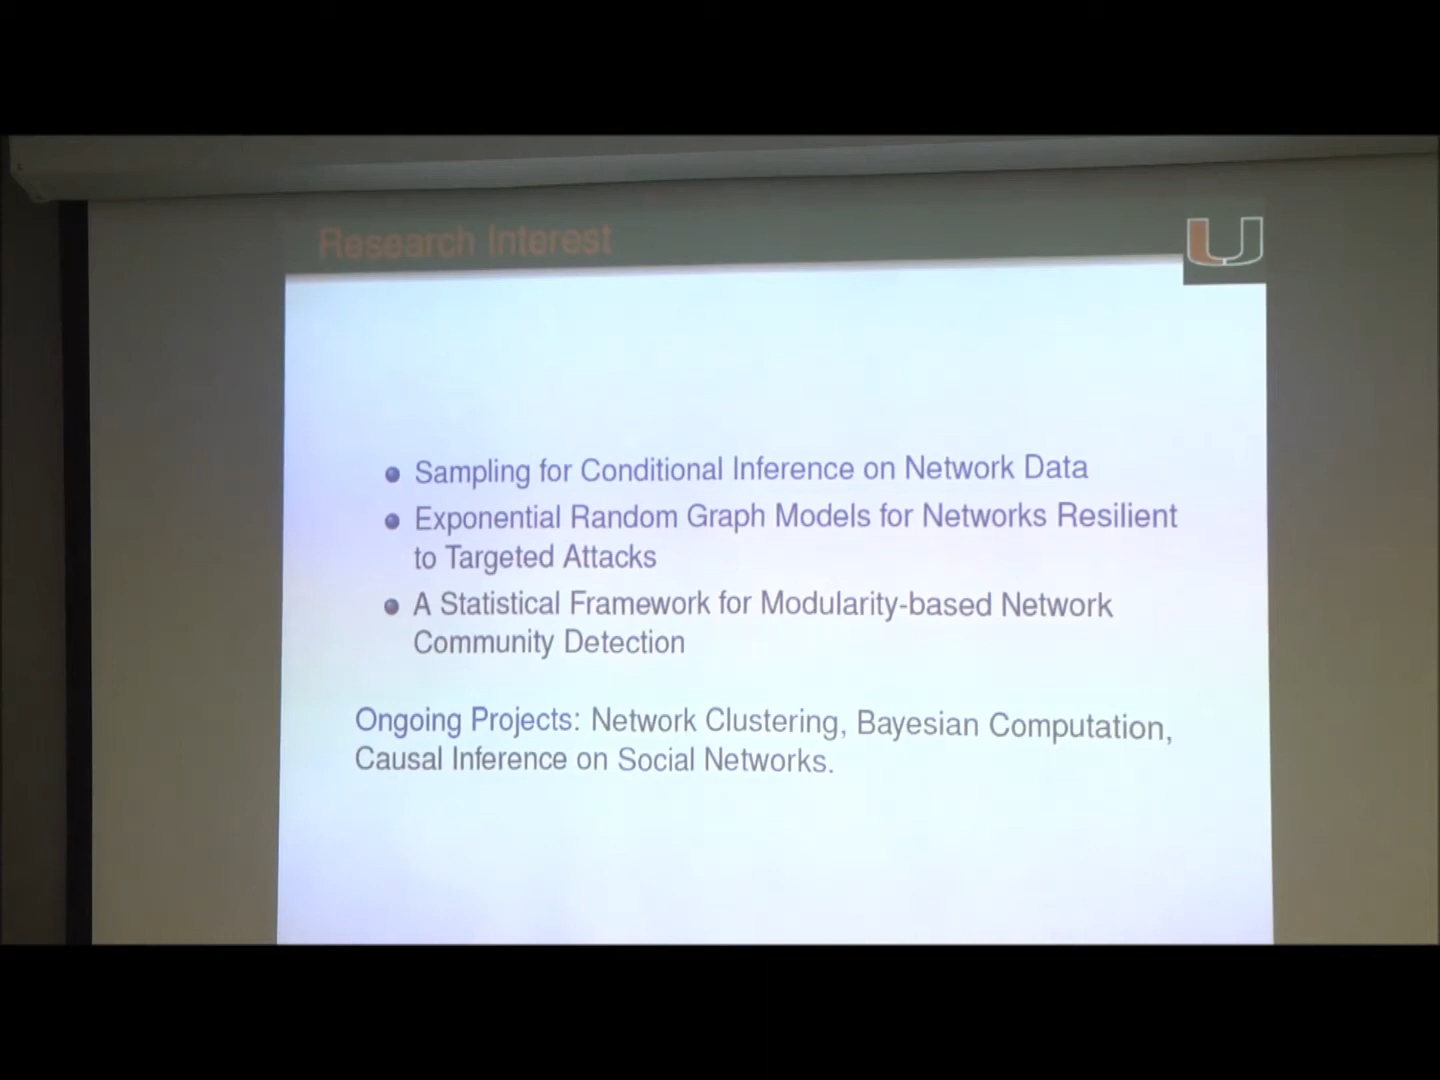 Research Interest
U
Sampling for Conditional Inference on Network Data
Exponential Random Graph Models for Networks Resilient
to Targeted Attacks
A Statistical Framework for Modularity-based Network
Community Detection
Ongoing Projects: Network Clustering, Bayesian Computation,
Causal Inference on Social Networks.